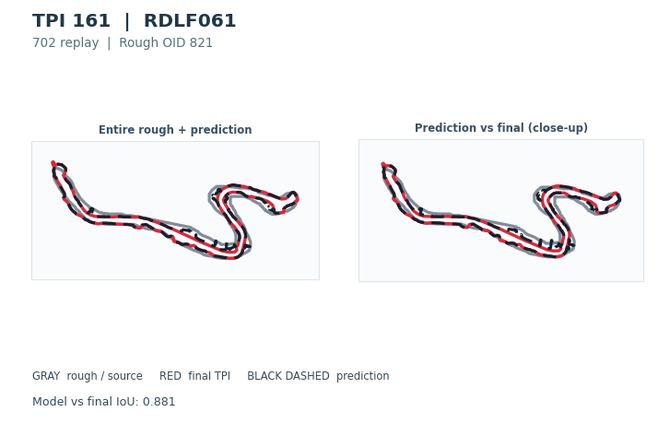 TPI 161 | RDLF061
702 replay | Rough OID 821
Entire rough + prediction
Prediction vs final (close-up)
GRAY rough / source RED final TPI BLACK DASHED prediction
Model vs final IoU: 0.881